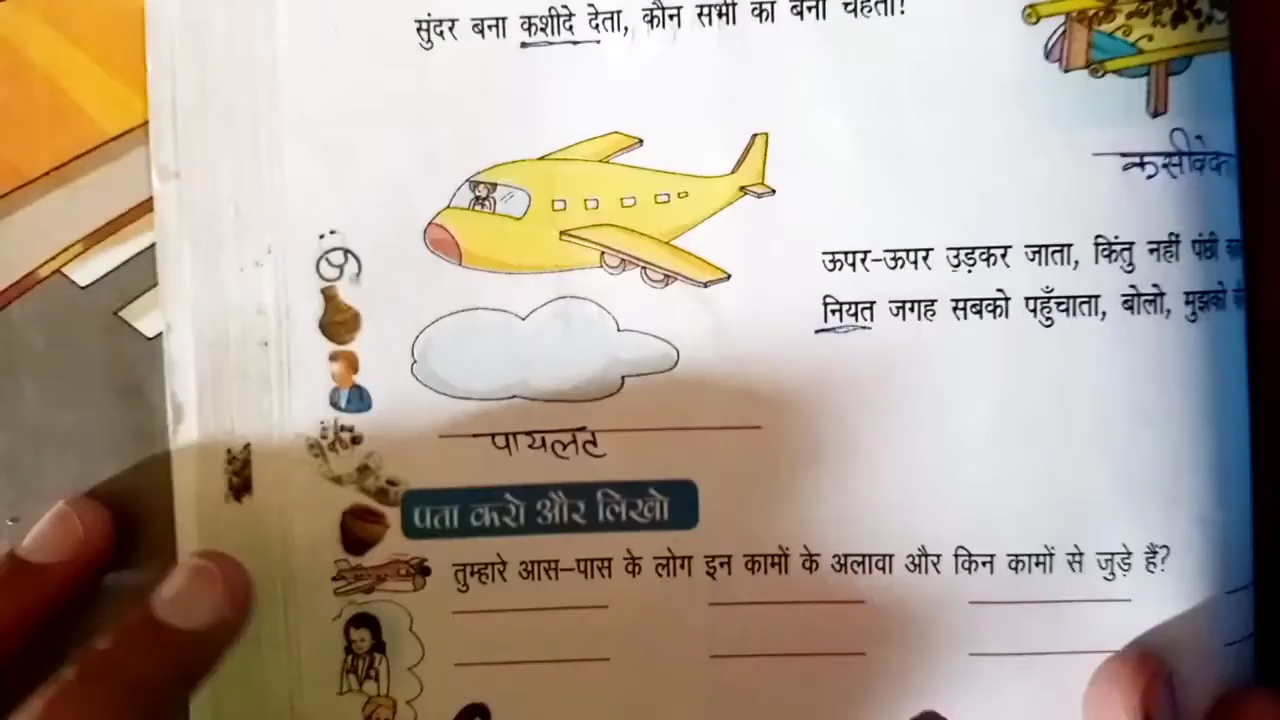 सुंदर बना कशीदे देता, कौन सभी का बना चहेता!
कसीवेक
ऊपर-ऊपर उड़कर जाता, किंतु नहीं पंछी
नियत जगह सबको पहुँचाता, बोलो, मुझको
पायलट
पता करो और लिखो
तुम्हारे आस-पास के लोग इन कामों के अलावा और किन कामों से जुड़े हैं?